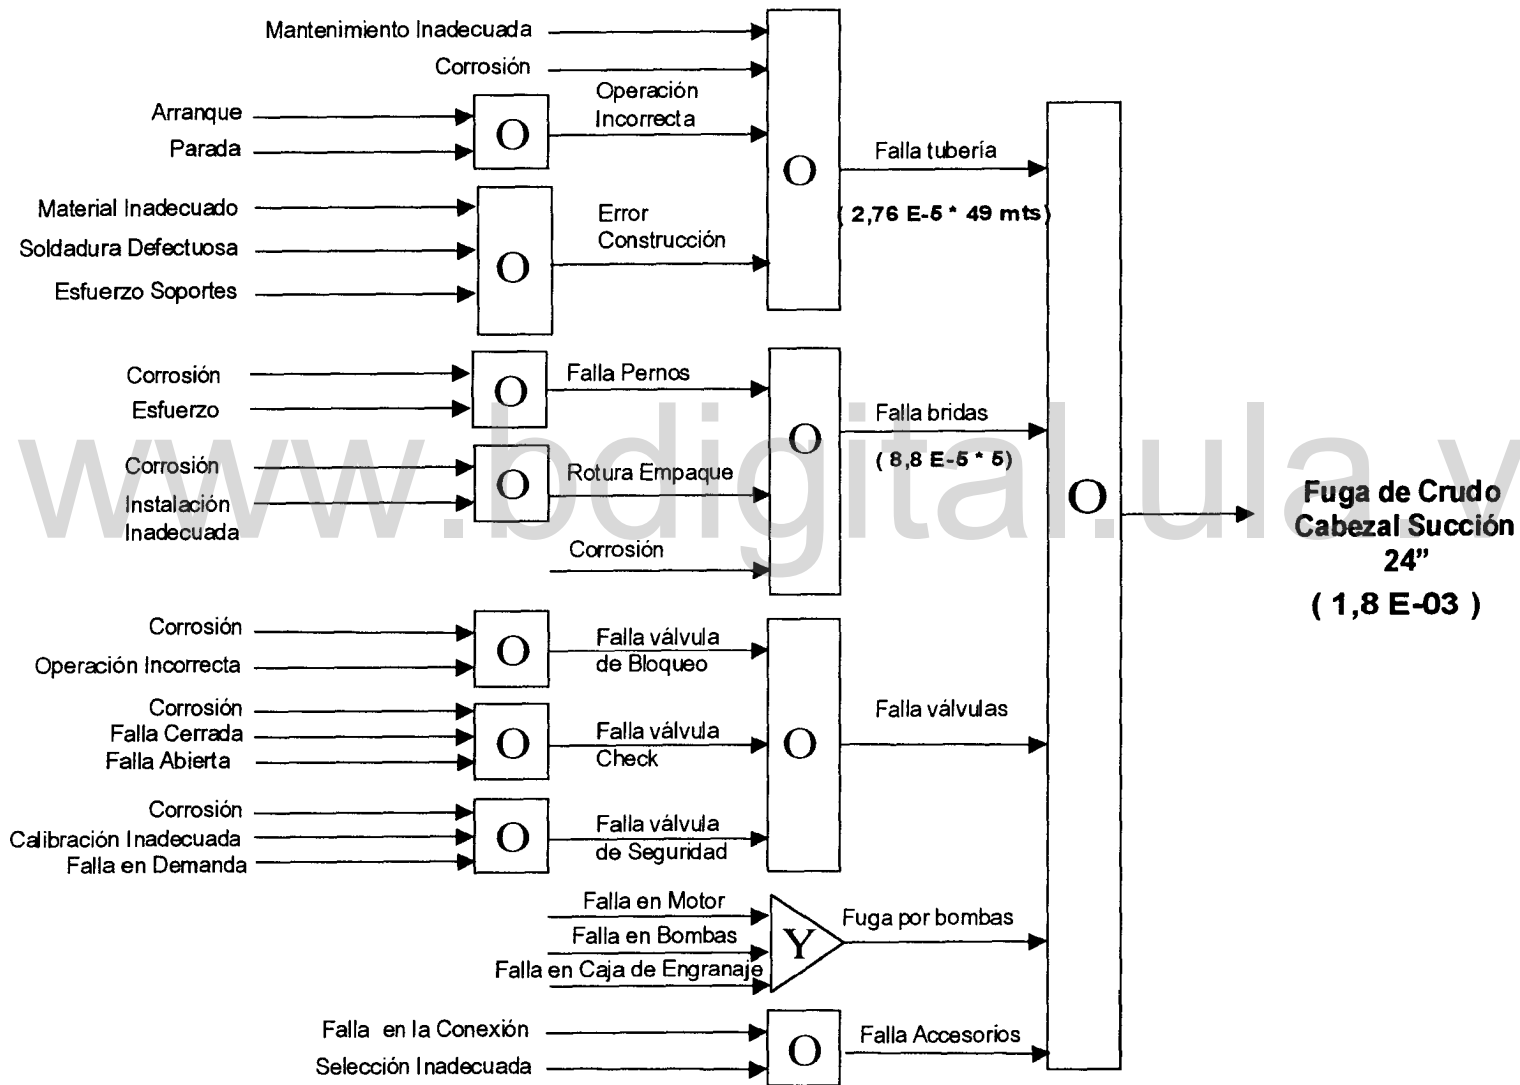 Mantenimiento Inadecuada
Corrosión
Arranque
Parada
O
Operación
Incorrecta
Material Inadecuado
Soldadura Defectuosa
Esfuerzo Soportes
O
Error
Construcción
O
Falla tubería
( 2,76 E-5 * 49 mts)
Corrosión
Esfuerzo
O
Falla Pernos
Corrosión
Instalación
Inadecuada
O
Rotura Empaque
Corrosión
O
Falla bridas
( 8,8 E-5 * 5)
Corrosión
Operación Incorrecta
O
Falla válvula
de Bloqueo
Corrosión
Falla Cerrada
Falla Abierta
O
Falla válvula
Check
Corrosión
Calibración Inadecuada
Falla en Demanda
O
Falla válvula
de Seguridad
O
Falla válvulas
Falla en Motor
Falla en Bombas
Falla en Caja de Engranaje
Y
Fuga por bombas
Falla en la Conexión
Selección Inadecuada
O
Falla Accesorios
O
Fuga de Crudo
Cabezal Succión
24”
( 1,8 E-03 )
www.bdigital.ula.v